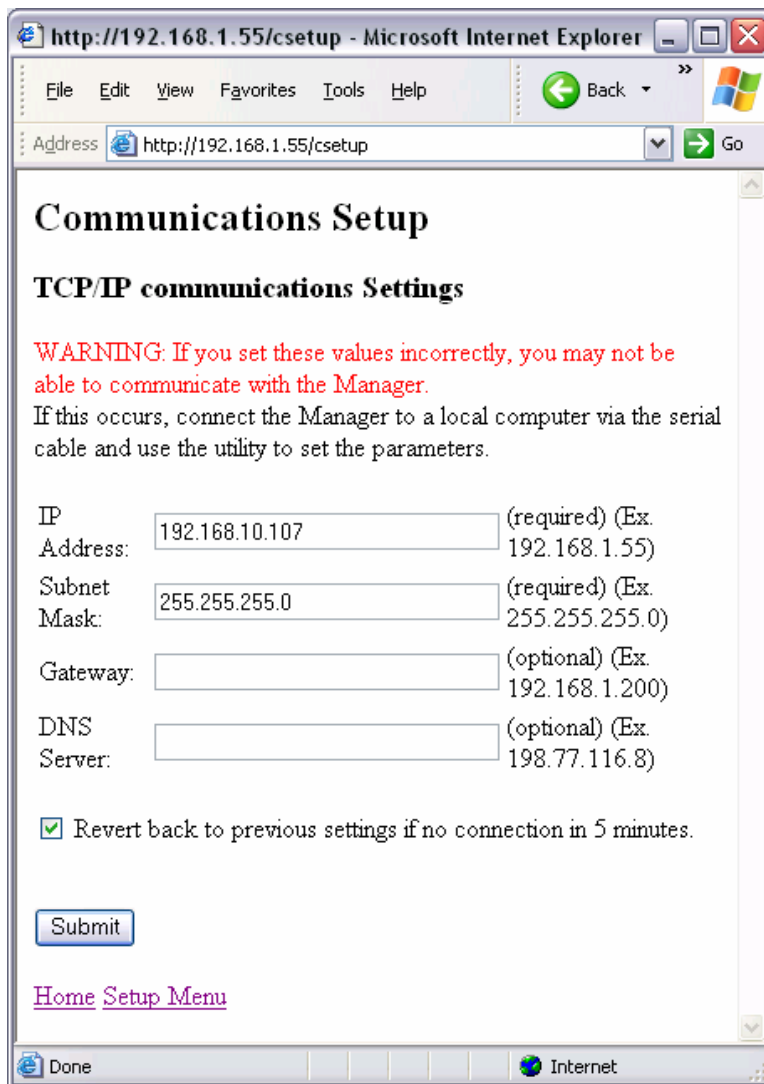 http://192.168.1.55/csetup - Microsoft Internet Explorer
File Edit View Favorites Tools Help Back »
Address http://192.168.1.55/csetup Go
Communications Setup
TCP/IP communications Settings
WARNING: If you set these values incorrectly, you may not be
able to communicate with the Manager.
If this occurs, connect the Manager to a local computer via the serial
cable and use the utility to set the parameters.
IP
Address: 192.168.10.107 (required) (Ex.
192.168.1.55)
Subnet
Mask: 255.255.255.0 (required) (Ex.
255.255.255.0)
Gateway: (optional) (Ex.
192.168.1.200)
DNS
Server: (optional) (Ex.
198.77.116.8)
Revert back to previous settings if no connection in 5 minutes.
Submit
Home Setup Menu
Done Internet